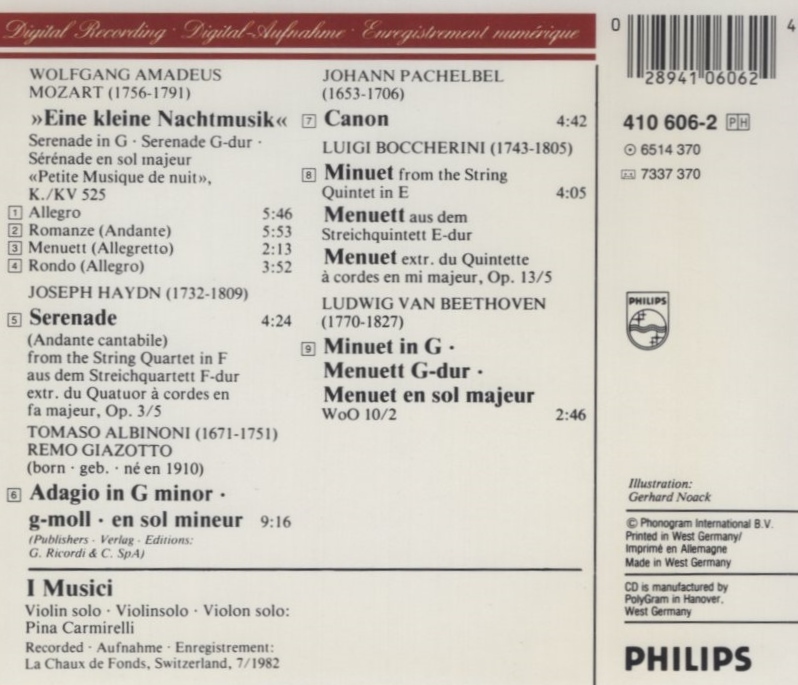 Digital Recording · Digital-Aufnahme · Enregistrement numérique
WOLFGANG AMADEUS
MOZART (1756-1791)
»Eine kleine Nachtmusik«
Serenade in G · Serenade G-dur ·
Sérénade en sol majeur
«Petite Musique de nuit»,
K./KV 525
1 Allegro 5:46
2 Romanze (Andante) 5:53
3 Menuett (Allegretto) 2:13
4 Rondo (Allegro) 3:52
JOSEPH HAYDN (1732-1809)
5 Serenade 4:24
(Andante cantabile)
from the String Quartet in F
aus dem Streichquartett F-dur
extr. du Quatuor à cordes en
fa majeur, Op. 3/5
TOMASO ALBINONI (1671-1751)
REMO GIAZOTTO
(born · geb. · né en 1910)
6 Adagio in G minor ·
g-moll · en sol mineur 9:16
(Publishers · Verlag · Editions:
G. Ricordi & C. SpA)
JOHANN PACHELBEL
(1653-1706)
7 Canon 4:42
LUIGI BOCCHERINI (1743-1805)
8 Minuet from the String
Quintet in E 4:05
Menuett aus dem
Streichquintett E-dur
Menuet extr. du Quintette
à cordes en mi majeur, Op. 13/5
LUDWIG VAN BEETHOVEN
(1770-1827)
9 Minuet in G ·
Menuett G-dur ·
Menuet en sol majeur
WoO 10/2 2:46
I Musici
Violin solo · Violinsolo · Violon solo:
Pina Carmirelli
Recorded · Aufnahme · Enregistrement:
La Chaux de Fonds, Switzerland, 7/1982
0 28941 06062 4
410 606-2 PH
6514 370
7337 370
PHILIPS
Illustration:
Gerhard Noack
© Phonogram International B.V.
Printed in West Germany/
Imprimé en Allemagne
Made in West Germany
CD is manufactured by
PolyGram in Hanover,
West Germany
PHILIPS